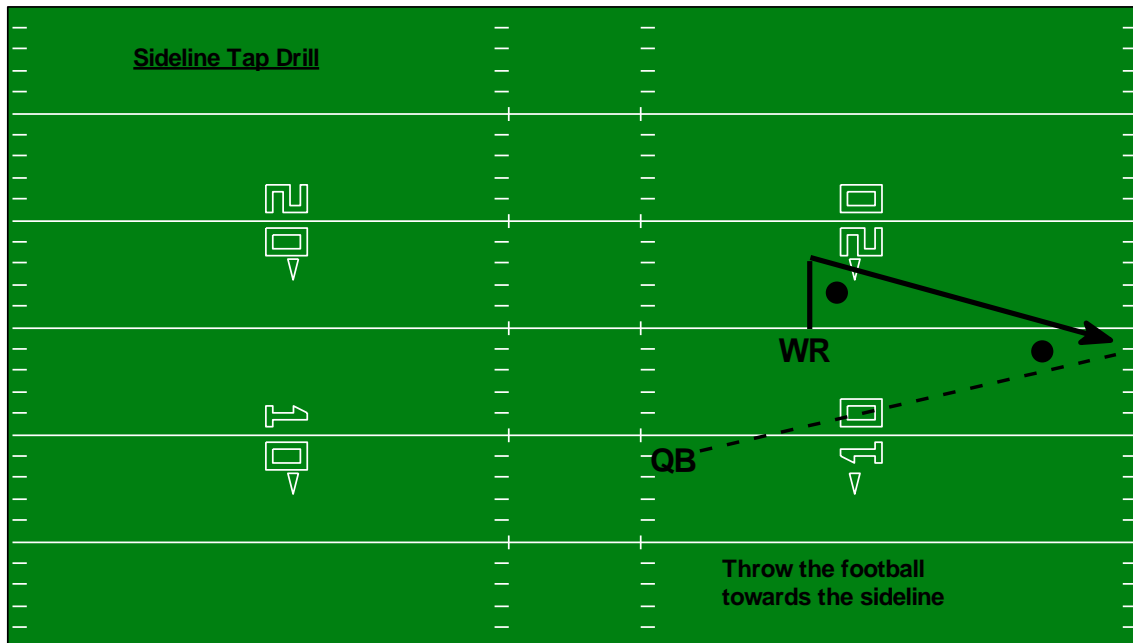 Sideline Tap Drill
20
20
WR
10
10
QB
Throw the football
towards the sideline